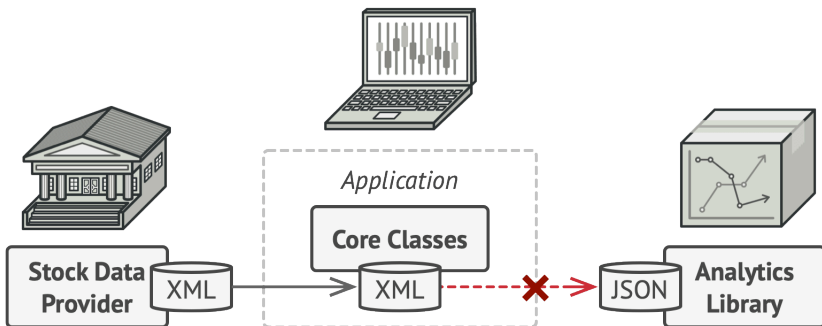 Application
Core Classes
Stock Data
Provider
XML
XML
JSON
Analytics
Library